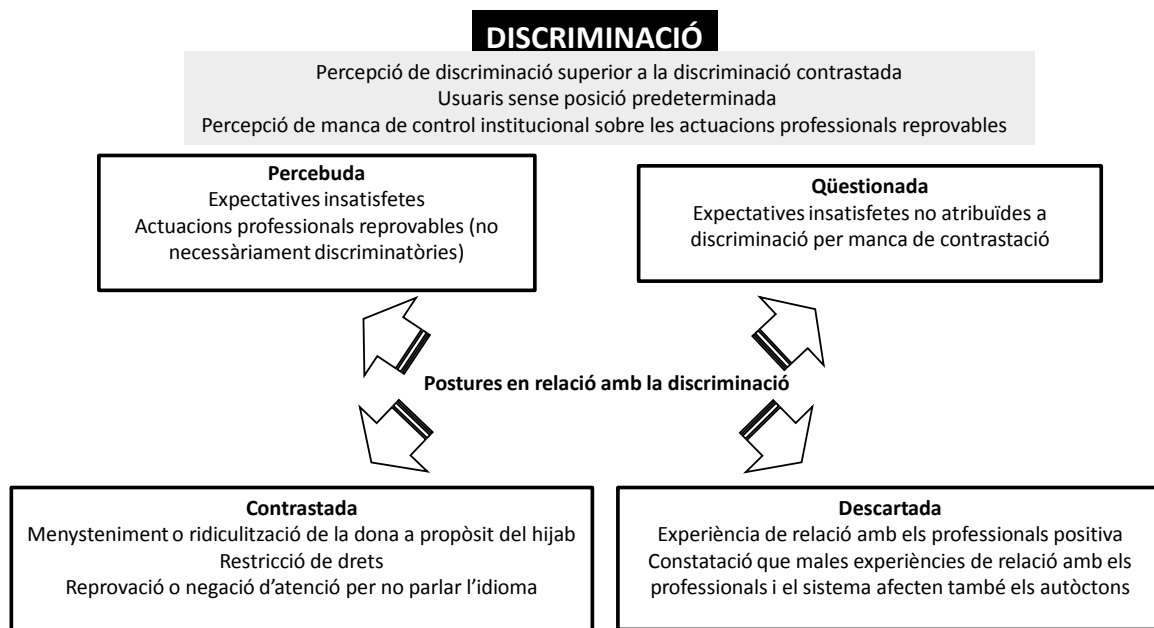 DISCRIMINACIÓ
Percepció de discriminació superior a la discriminació contrastada
Usuaris sense posició predeterminada
Percepció de manca de control institucional sobre les actuacions professionals reprovables
Percebuda
Expectatives insatisfetes
Actuacions professionals reprovables (no
necessàriament discriminatòries)
Qüestionada
Expectatives insatisfetes no atribuïdes a
discriminació per manca de contrastació
Postures en relació amb la discriminació
Contrastada
Menysteniment o ridiculització de la dona a propòsit del hijab
Restricció de drets
Reprovació o negació d'atenció per no parlar l'idioma
Descartada
Experiència de relació amb els professionals positiva
Constatació que males experiències de relació amb els
professionals i el sistema afecten també els autòctons